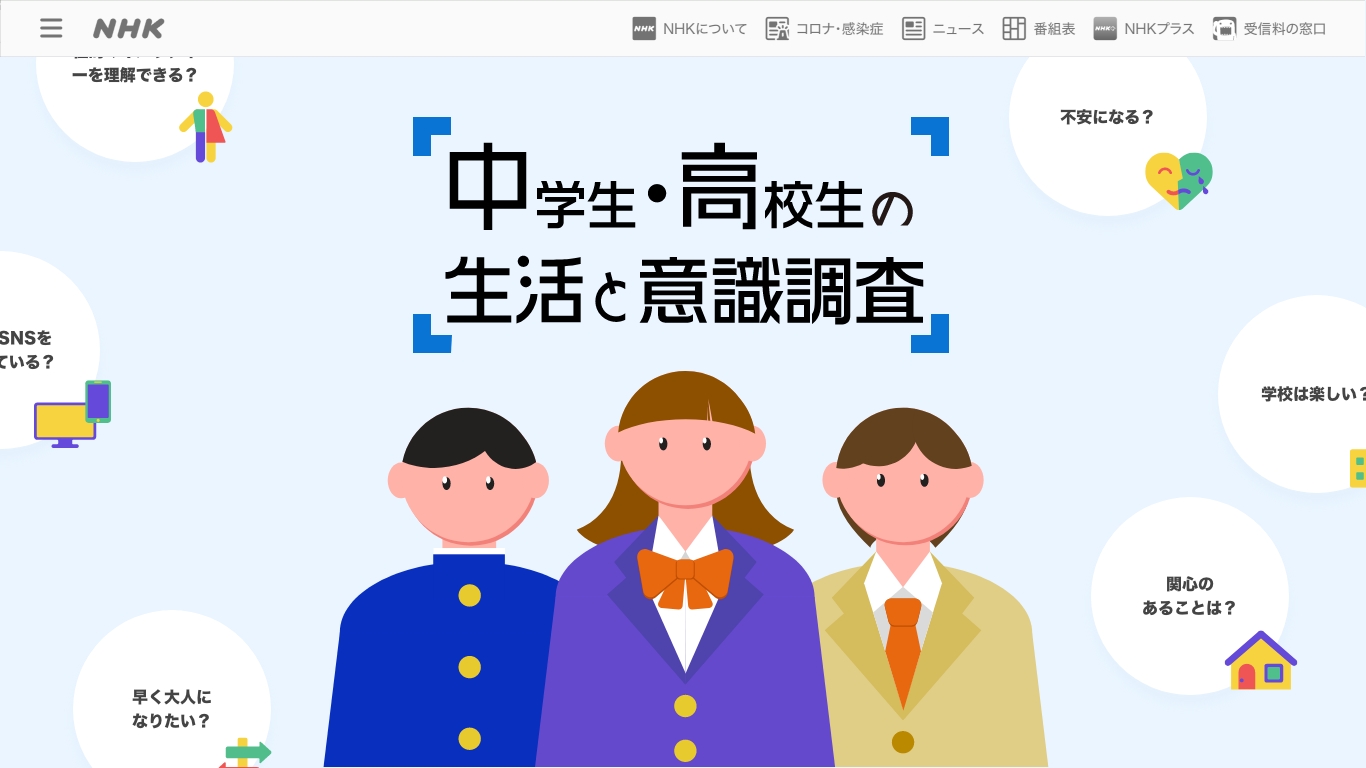 NHK
NHKについて
コロナ・感染症
ニュース
番組表
NHKプラス
受信料の窓口
ーを理解できる？
不安になる？
中学生・高校生の
生活と意識調査
SNSを
ている？
学校は楽しい？
関心の
あることは？
早く大人に
なりたい？